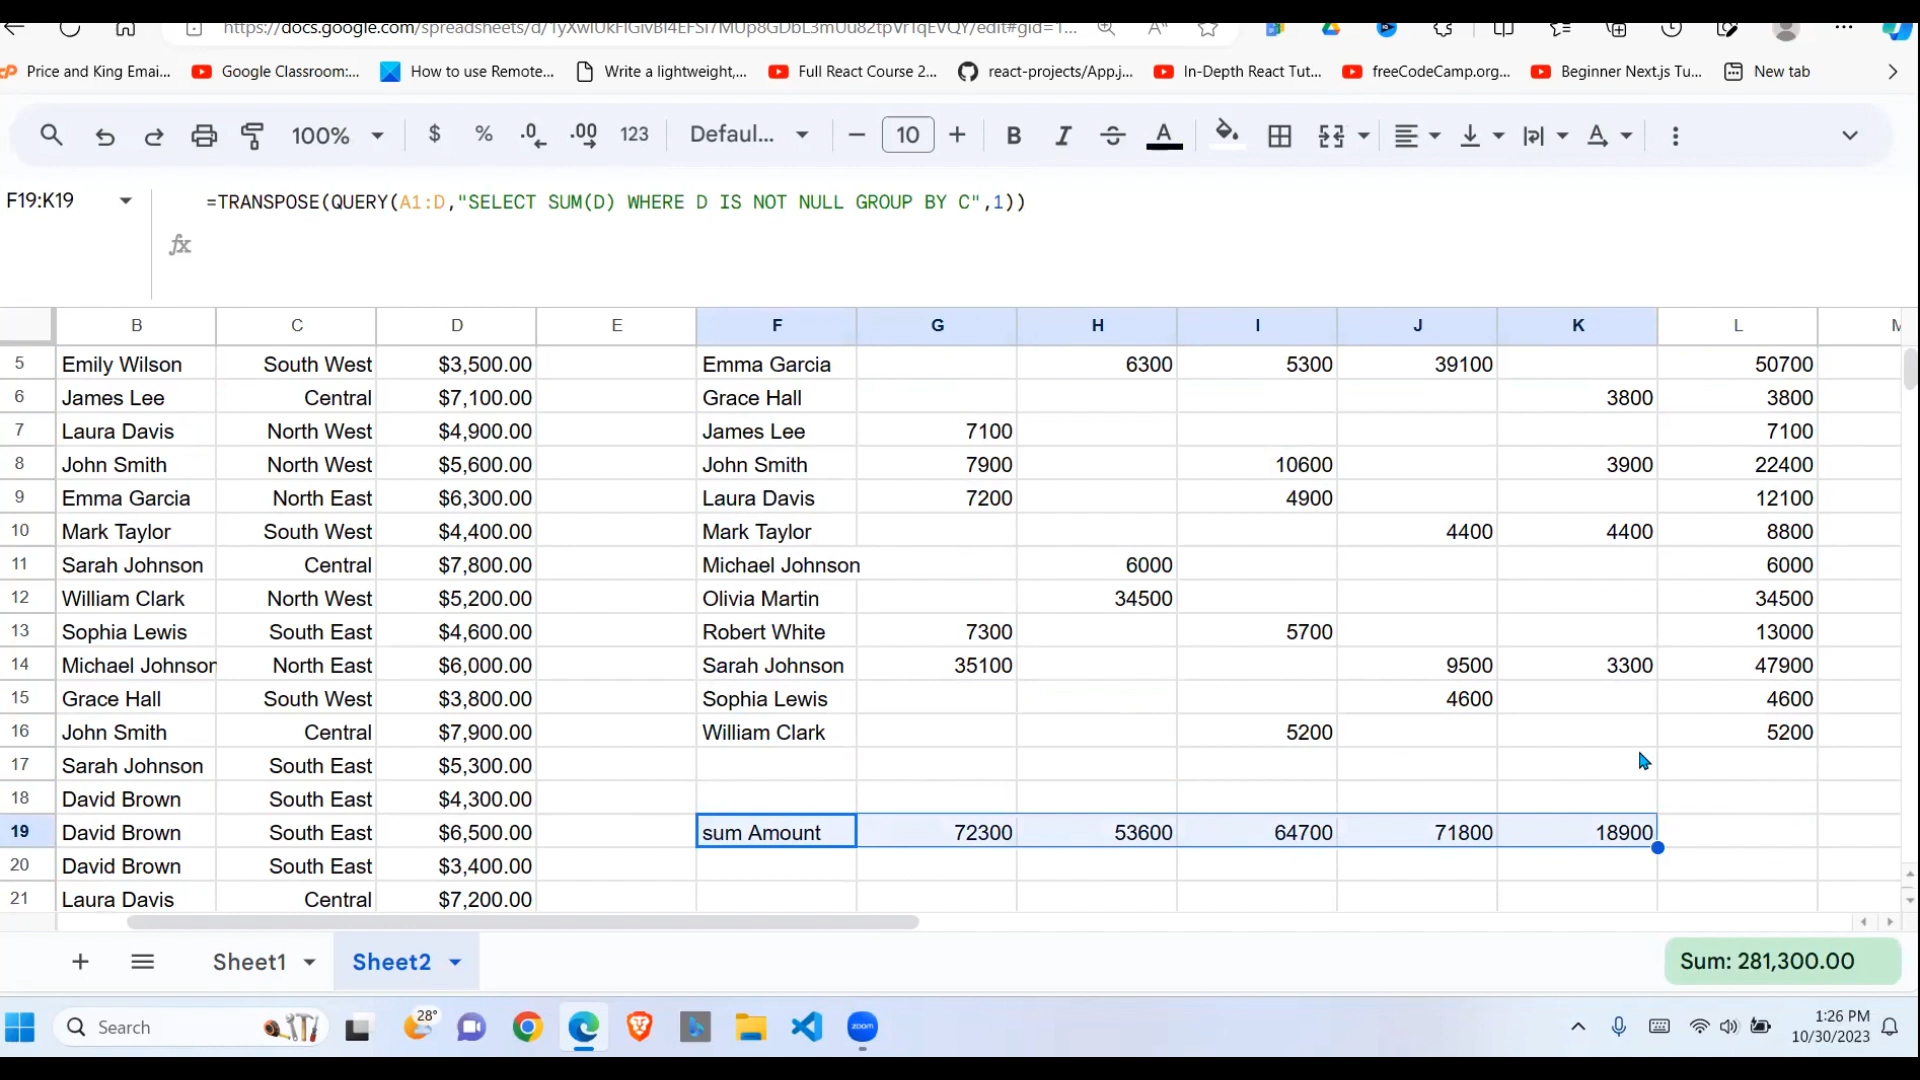 Price and King Emai...
Google Classroom:...
How to use Remote...
Write a lightweight,...
Full React Course 2...
react-projects/App.j...
In-Depth React Tut...
freeCodeCamp.org...
Beginner Next.js Tu...
New tab
100% $ % .0 .00 123 Defaul... 10 B I A
F19:K19 =TRANSPOSE(QUERY(A1:D,"SELECT SUM(D) WHERE D IS NOT NULL GROUP BY C",1))
fx
B C D E F G H I J K L
5 Emily Wilson South West $3,500.00 Emma Garcia 6300 5300 39100 50700
6 James Lee Central $7,100.00 Grace Hall 3800 3800
7 Laura Davis North West $4,900.00 James Lee 7100 7100
8 John Smith North West $5,600.00 John Smith 7900 10600 3900 22400
9 Emma Garcia North East $6,300.00 Laura Davis 7200 4900 12100
10 Mark Taylor South West $4,400.00 Mark Taylor 4400 4400 8800
11 Sarah Johnson Central $7,800.00 Michael Johnson 6000 6000
12 William Clark North West $5,200.00 Olivia Martin 34500 34500
13 Sophia Lewis South East $4,600.00 Robert White 7300 5700 13000
14 Michael Johnson North East $6,000.00 Sarah Johnson 35100 9500 3300 47900
15 Grace Hall South West $3,800.00 Sophia Lewis 4600 4600
16 John Smith Central $7,900.00 William Clark 5200 5200
17 Sarah Johnson South East $5,300.00
18 David Brown South East $4,300.00
19 David Brown South East $6,500.00 sum Amount 72300 53600 64700 71800 18900
20 David Brown South East $3,400.00
21 Laura Davis Central $7,200.00
Sheet1 Sheet2 Sum: 281,300.00
Search 28° zoom 1:26 PM
10/30/2023